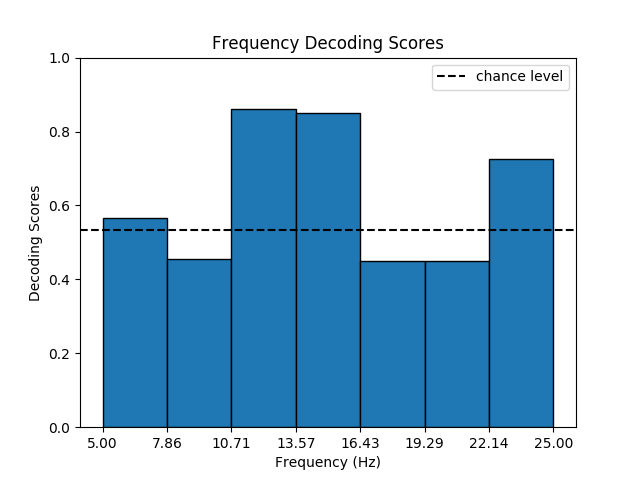 Frequency Decoding Scores
chance level
1.0
0.8
0.6
0.4
0.2
0.0
Decoding Scores
5.00 7.86 10.71 13.57 16.43 19.29 22.14 25.00
Frequency (Hz)